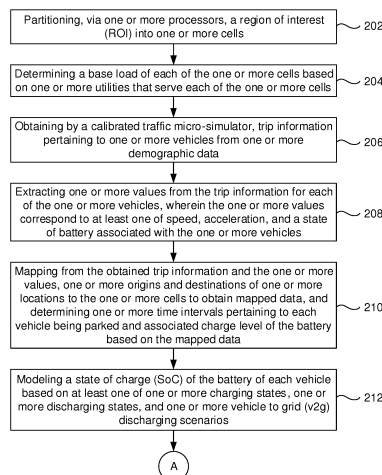 Partitioning, via one or more processors, a region of interest
(ROI) into one or more cells
202
Determining a base load of each of the one or more cells based
on one or more utilities that serve each of the one or more cells
204
Obtaining by a calibrated traffic micro-simulator, trip information
pertaining to one or more vehicles from one or more
demographic data
206
Extracting one or more values from the trip information for each
of the one or more vehicles, wherein the one or more values
correspond to at least one of speed, acceleration, and a state
of battery associated with the one or more vehicles
208
Mapping from the obtained trip information and the one or more
values, one or more origins and destinations of one or more
locations to the one or more cells to obtain mapped data, and
determining one or more time intervals pertaining to each
vehicle being parked and associated charge level of the battery
based on the mapped data
210
Modeling a state of charge (SoC) of the battery of each vehicle
based on at least one of one or more charging states, one or
more discharging states, and one or more vehicle to grid (v2g)
discharging scenarios
212
A